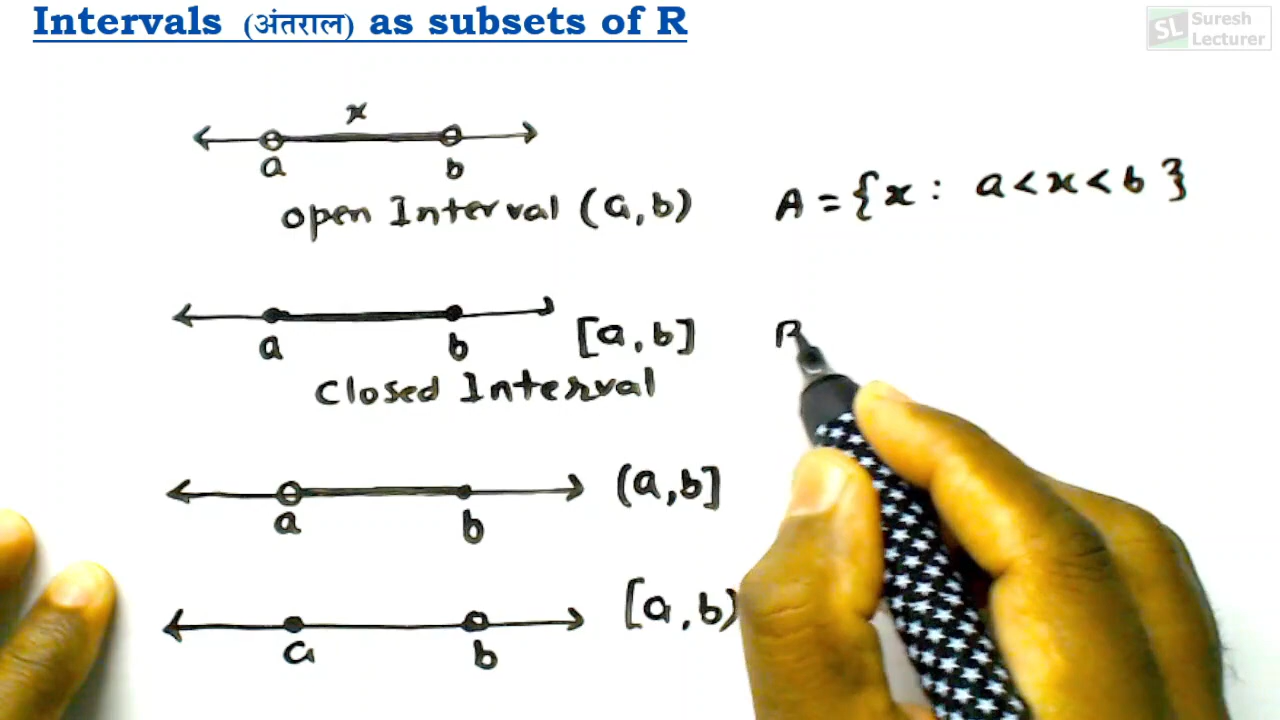 Intervals (अंतराल) as subsets of R
SL Suresh
Lecturer
x
a b
open Interval (a, b)
A = {x : a < x < b}
a b [a, b]
B
closed Interval
a b (a, b]
a b [a, b)